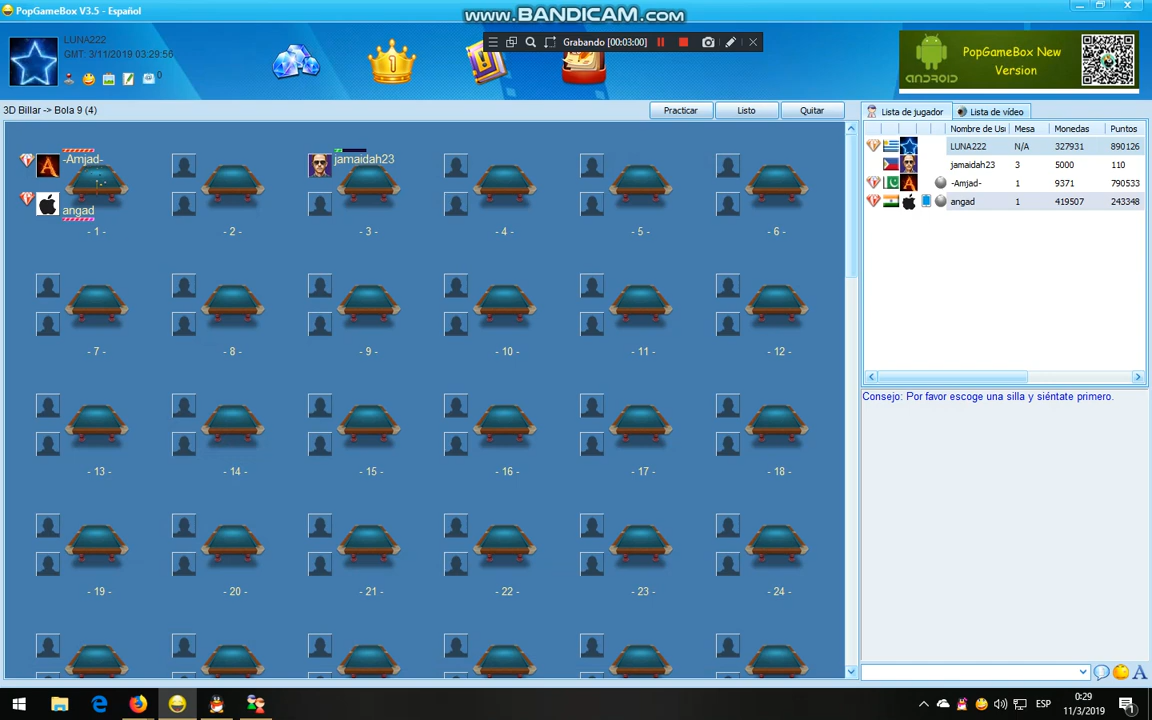 PopGameBox V3.5 - Español
www.BANDICAM.com
LUNA222
GMT: 3/11/2019 03:29:56
0
Grabando [00:03:00]
1
ANDROID
PopGameBox New
Version
3D Billar -> Bola 9 (4)
Practicar
Listo
Quitar
Lista de jugador
Lista de vídeo
Nombre de Usu Mesa Monedas Puntos
LUNA222 N/A 327931 890126
jamaidah23 3 5000 110
-Amjad- 1 9371 790533
angad 1 419507 243348
Consejo: Por favor escoge una silla y siéntate primero.
-Amjad-
A
angad
jamaidah23
- 1 - - 2 - - 3 - - 4 - - 5 - - 6 -
- 7 - - 8 - - 9 - - 10 - - 11 - - 12 -
- 13 - - 14 - - 15 - - 16 - - 17 - - 18 -
- 19 - - 20 - - 21 - - 22 - - 23 - - 24 -
A
ESP
0:29
11/3/2019
1